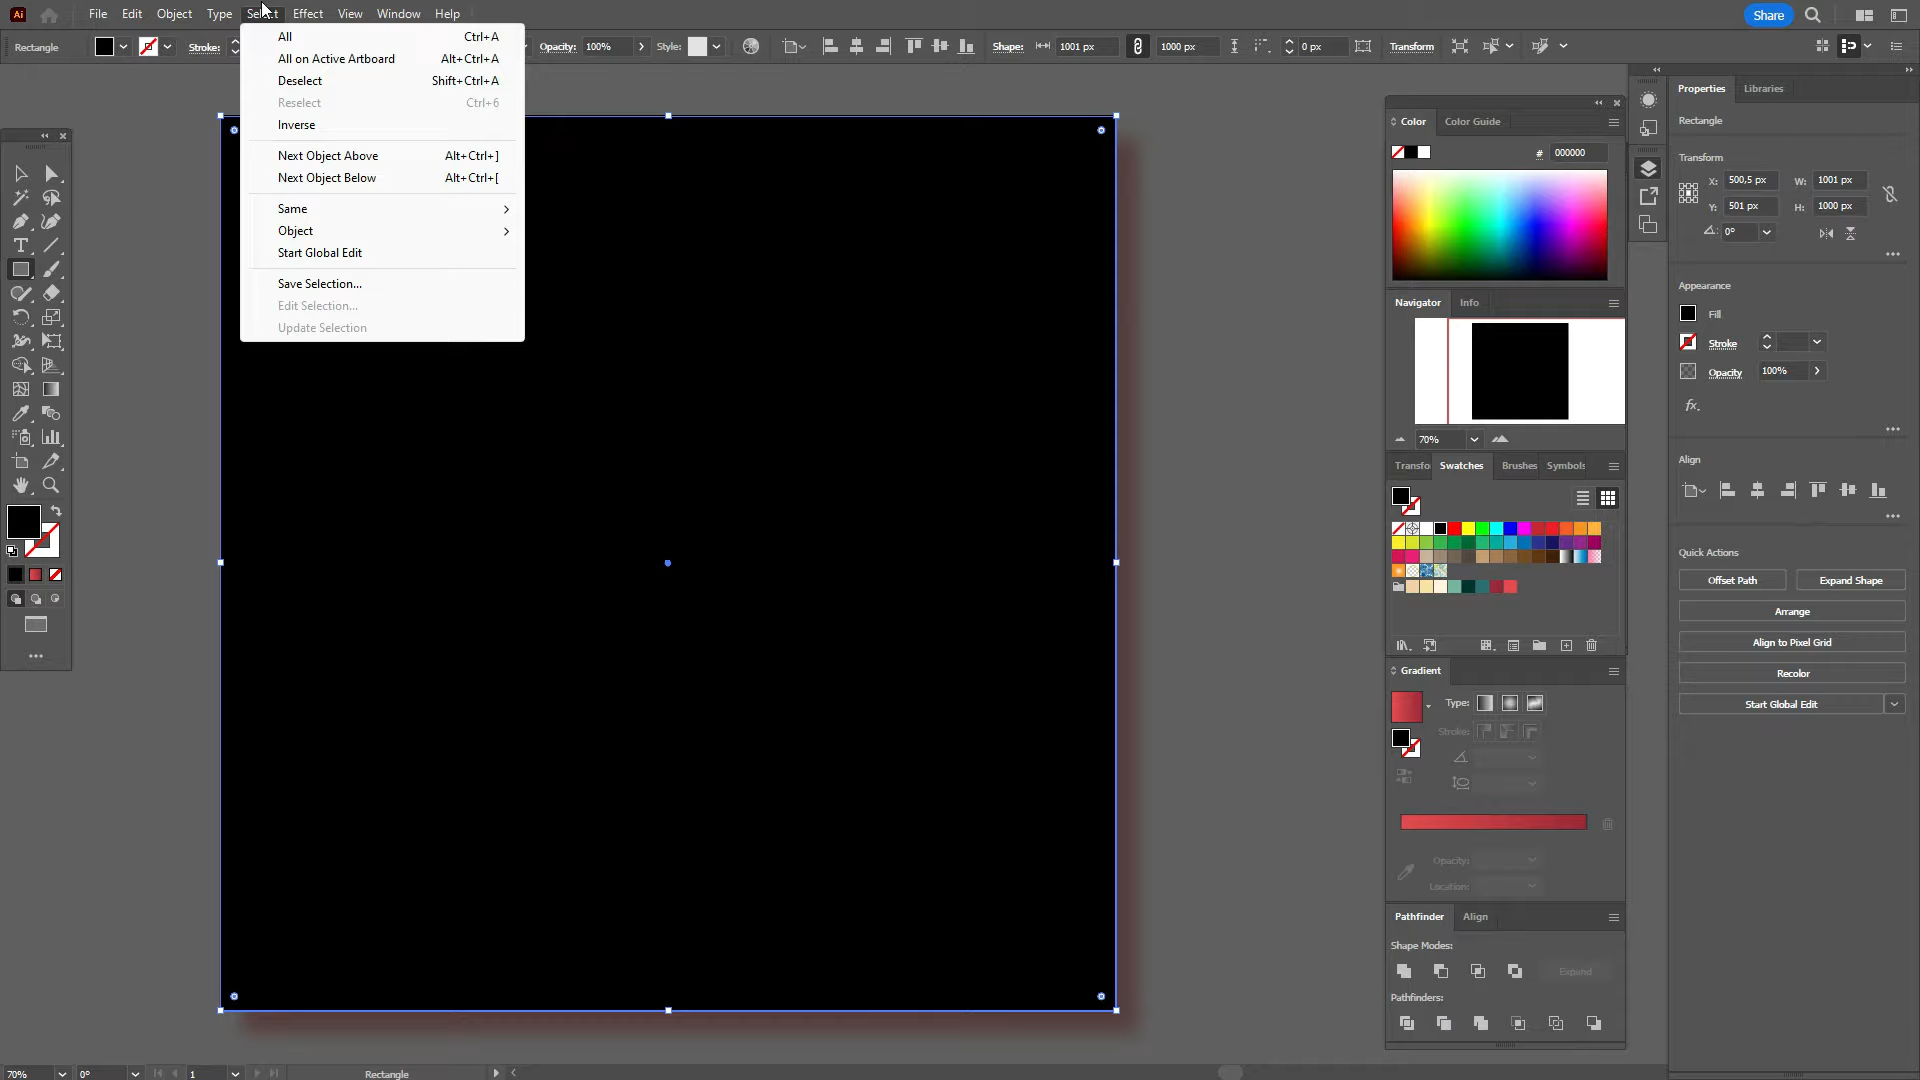 Ai File Edit Object Type Select Effect View Window Help Share
Rectangle Stroke: Opacity: 100% Style: Shape: 1001 px 1000 px 0 px Transform
All Ctrl+A
All on Active Artboard Alt+Ctrl+A
Deselect Shift+Ctrl+A
Reselect Ctrl+6
Inverse
Next Object Above Alt+Ctrl+]
Next Object Below Alt+Ctrl+[
Same
Object
Start Global Edit
Save Selection...
Edit Selection...
Update Selection
Color Color Guide
# 000000
Navigator Info
70%
Transfo Swatches Brushes Symbols
Gradient
Type:
Stroke:
Opacity:
Location:
Pathfinder Align
Shape Modes:
Expand
Pathfinders:
Properties Libraries
Rectangle
Transform
X: 500,5 px W: 1001 px
Y: 501 px H: 1000 px
0°
Appearance
Fill
Stroke
Opacity 100%
fx.
Align
Quick Actions
Offset Path Expand Shape
Arrange
Align to Pixel Grid
Recolor
Start Global Edit
70% 0° 1 Rectangle